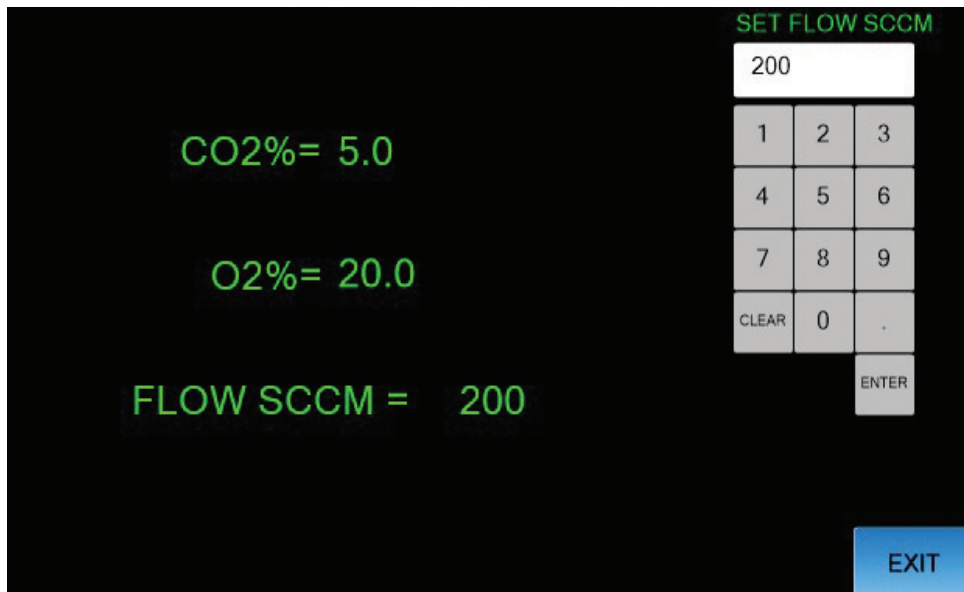 SET FLOW SCCM
200
1 2 3
CO2%= 5.0
4 5 6
7 8 9
O2%= 20.0
CLEAR 0 .
ENTER
FLOW SCCM = 200
EXIT